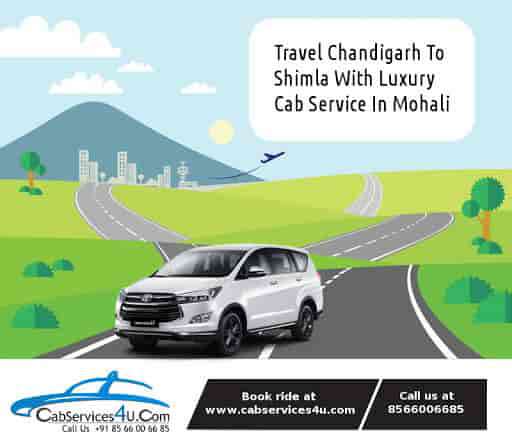 Travel Chandigarh To
Shimla With Luxury
Cab Service In Mohali
CabServices4U.Com
Call Us +91 85 66 00 66 85
Book ride at
www.cabservices4u.com
Call us at
8566006685